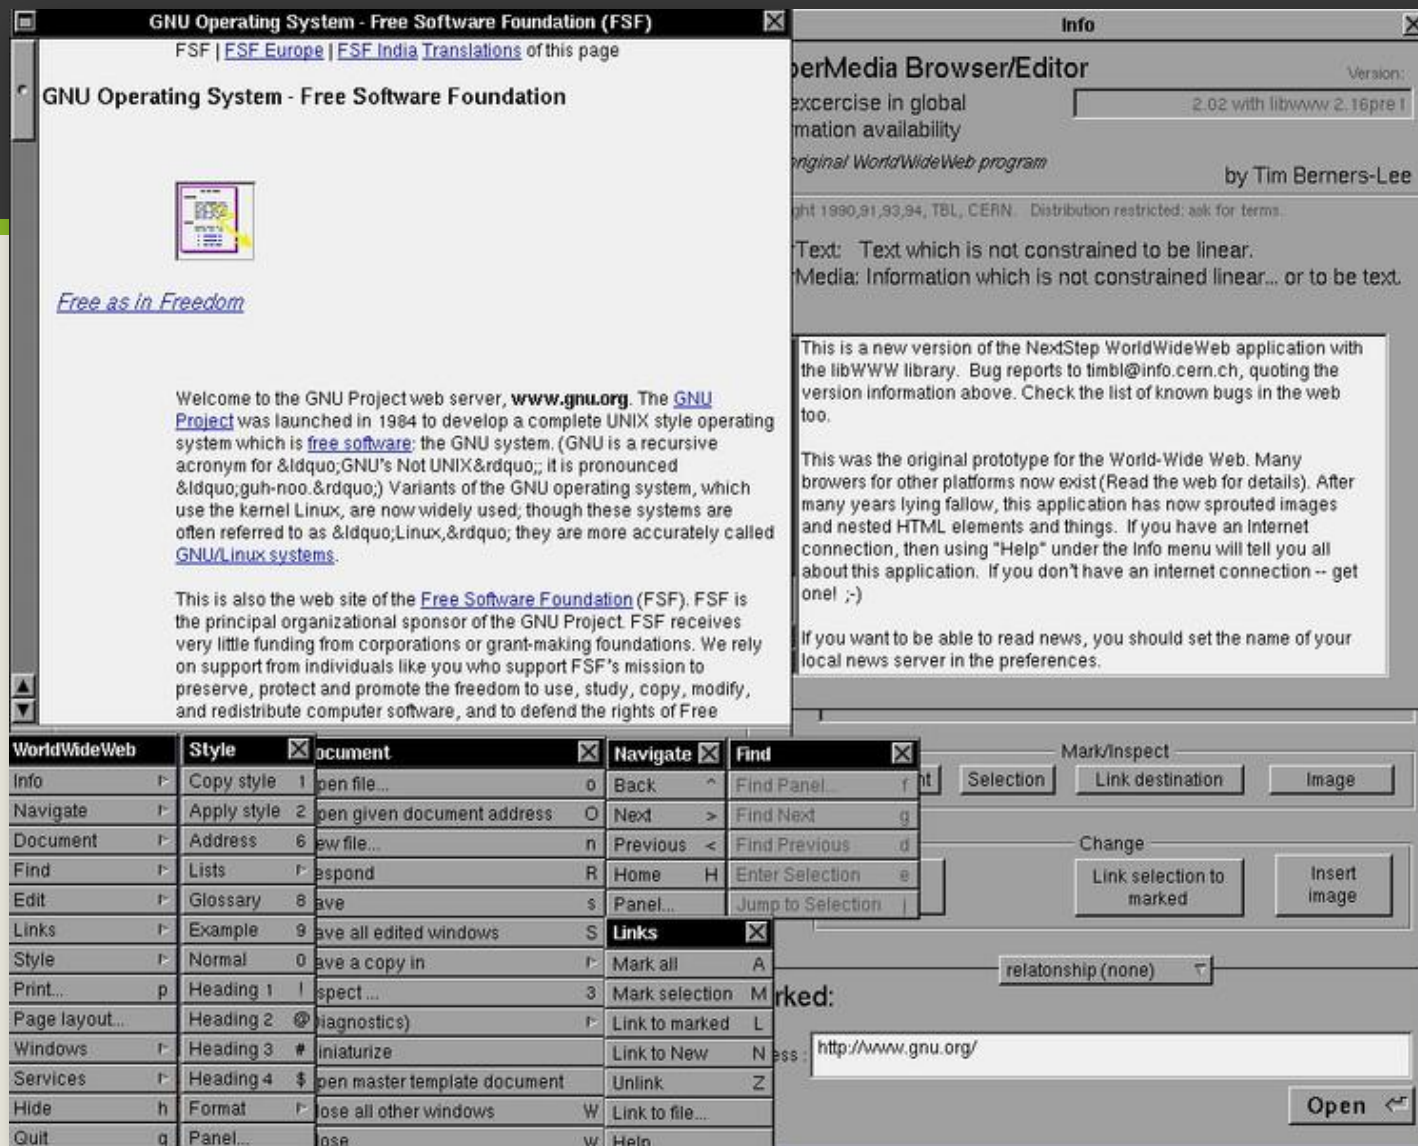 GNU Operating System - Free Software Foundation (FSF)
FSF | FSF Europe | FSF India Translations of this page
GNU Operating System - Free Software Foundation
Free as in Freedom
Welcome to the GNU Project web server, www.gnu.org. The GNU
Project was launched in 1984 to develop a complete UNIX style operating
system which is free software: the GNU system. (GNU is a recursive
acronym for &ldquo;GNU's Not UNIX&rdquo;; it is pronounced
&ldquo;guh-noo.&rdquo;) Variants of the GNU operating system, which
use the kernel Linux, are now widely used; though these systems are
often referred to as &ldquo;Linux,&rdquo; they are more accurately called
GNU/Linux systems.
This is also the web site of the Free Software Foundation (FSF). FSF is
the principal organizational sponsor of the GNU Project. FSF receives
very little funding from corporations or grant-making foundations. We rely
on support from individuals like you who support FSF's mission to
preserve, protect and promote the freedom to use, study, copy, modify,
and redistribute computer software, and to defend the rights of Free
Info
erMedia Browser/Editor
Version:
excercise in global
2.02 with libwww 2.16pre1
mation availability
original WorldWideWeb program
by Tim Berners-Lee
ght 1990,91,93,94, TBL, CERN. Distribution restricted: ask for terms.
Text: Text which is not constrained to be linear.
Media: Information which is not constrained linear... or to be text.
This is a new version of the NextStep WorldWideWeb application with
the libWWW library. Bug reports to timbl@info.cern.ch, quoting the
version information above. Check the list of known bugs in the web
too.
This was the original prototype for the World-Wide Web. Many
browers for other platforms now exist (Read the web for details). After
many years lying fallow, this application has now sprouted images
and nested HTML elements and things. If you have an Internet
connection, then using "Help" under the Info menu will tell you all
about this application. If you don't have an internet connection -- get
one! ;-)
If you want to be able to read news, you should set the name of your
local news server in the preferences.
WorldWideWeb
Info
Navigate
Document
Find
Edit
Links
Style
Print... p
Page layout...
Windows
Services
Hide h
Quit q
Style
Copy style 1
Apply style 2
Address 6
Lists
Glossary 8
Example 9
Normal 0
Heading 1 !
Heading 2 @
Heading 3 #
Heading 4 $
Format
Panel...
ocument
pen file... o
pen given document address O
ew file... n
espond R
ave s
ave all edited windows S
ave a copy in
spect ... 3
iagnostics)
iniaturize
pen master template document
lose all other windows W
lose w
Navigate
Back ^
Next >
Previous <
Home H
Panel...
Find
Find Panel... f
Find Next g
Find Previous d
Enter Selection e
Jump to Selection j
Links
Mark all A
Mark selection M
Link to marked L
Link to New N
Unlink Z
Link to file...
Help
Mark/Inspect
Selection
Link destination
Image
Change
Link selection to
marked
Insert
image
relatonship (none)
rked:
ess : http://www.gnu.org/
Open